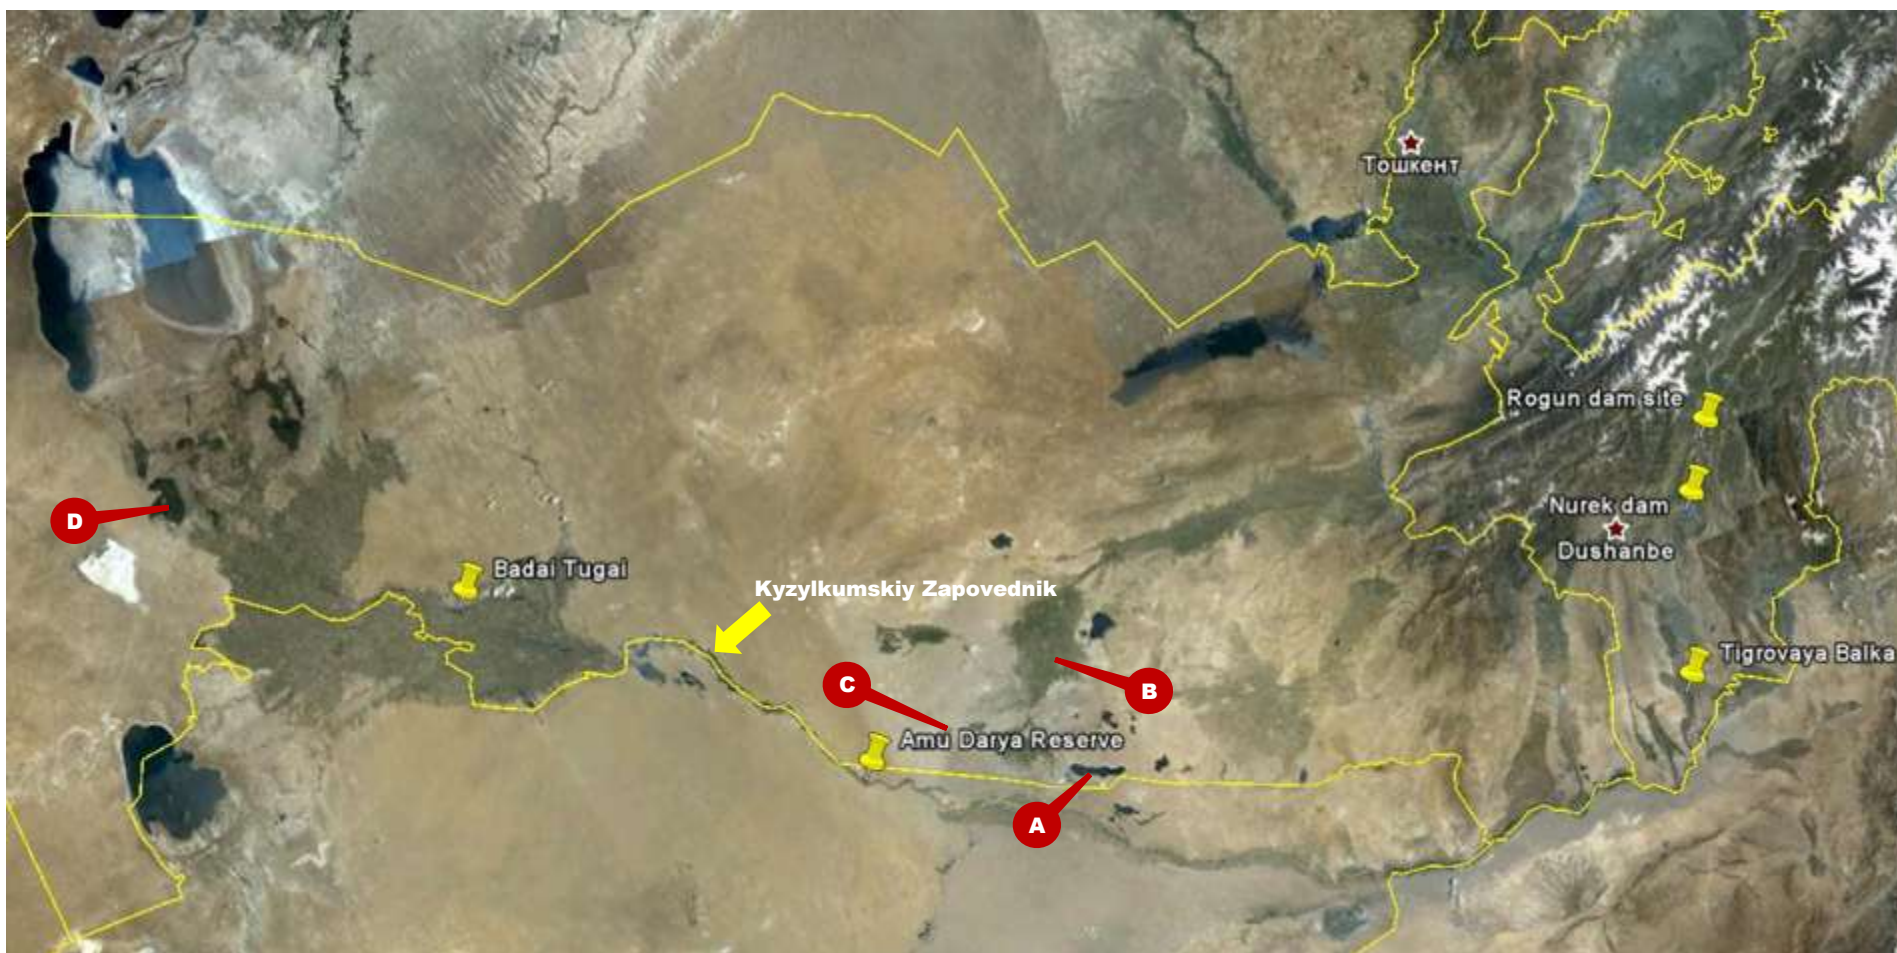 Тошкент
Rogun dam site
Nurek dam
Dushanbe
D
Badai Tugai
Kyzylkumskiy Zapovednik
Tigrovaya Balka
C
B
Amu Darya Reserve
A